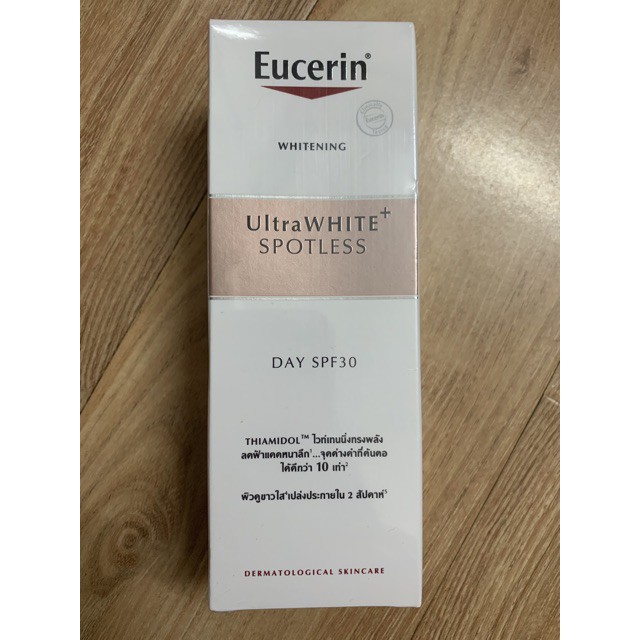 Eucerin®
WHITENING
UltraWHITE+
SPOTLESS
DAY SPF30
THIAMIDOL™ ไวท์เทนนิ่งทรงพลัง
ลดฝ้าแดดหนาลึก¹...จุดด่างดำที่ต้นตอ
ได้ดีกว่า 10 เท่า²
ผิวดูขาวใส⁴เปล่งประกายใน 2 สัปดาห์³
DERMATOLOGICAL SKINCARE